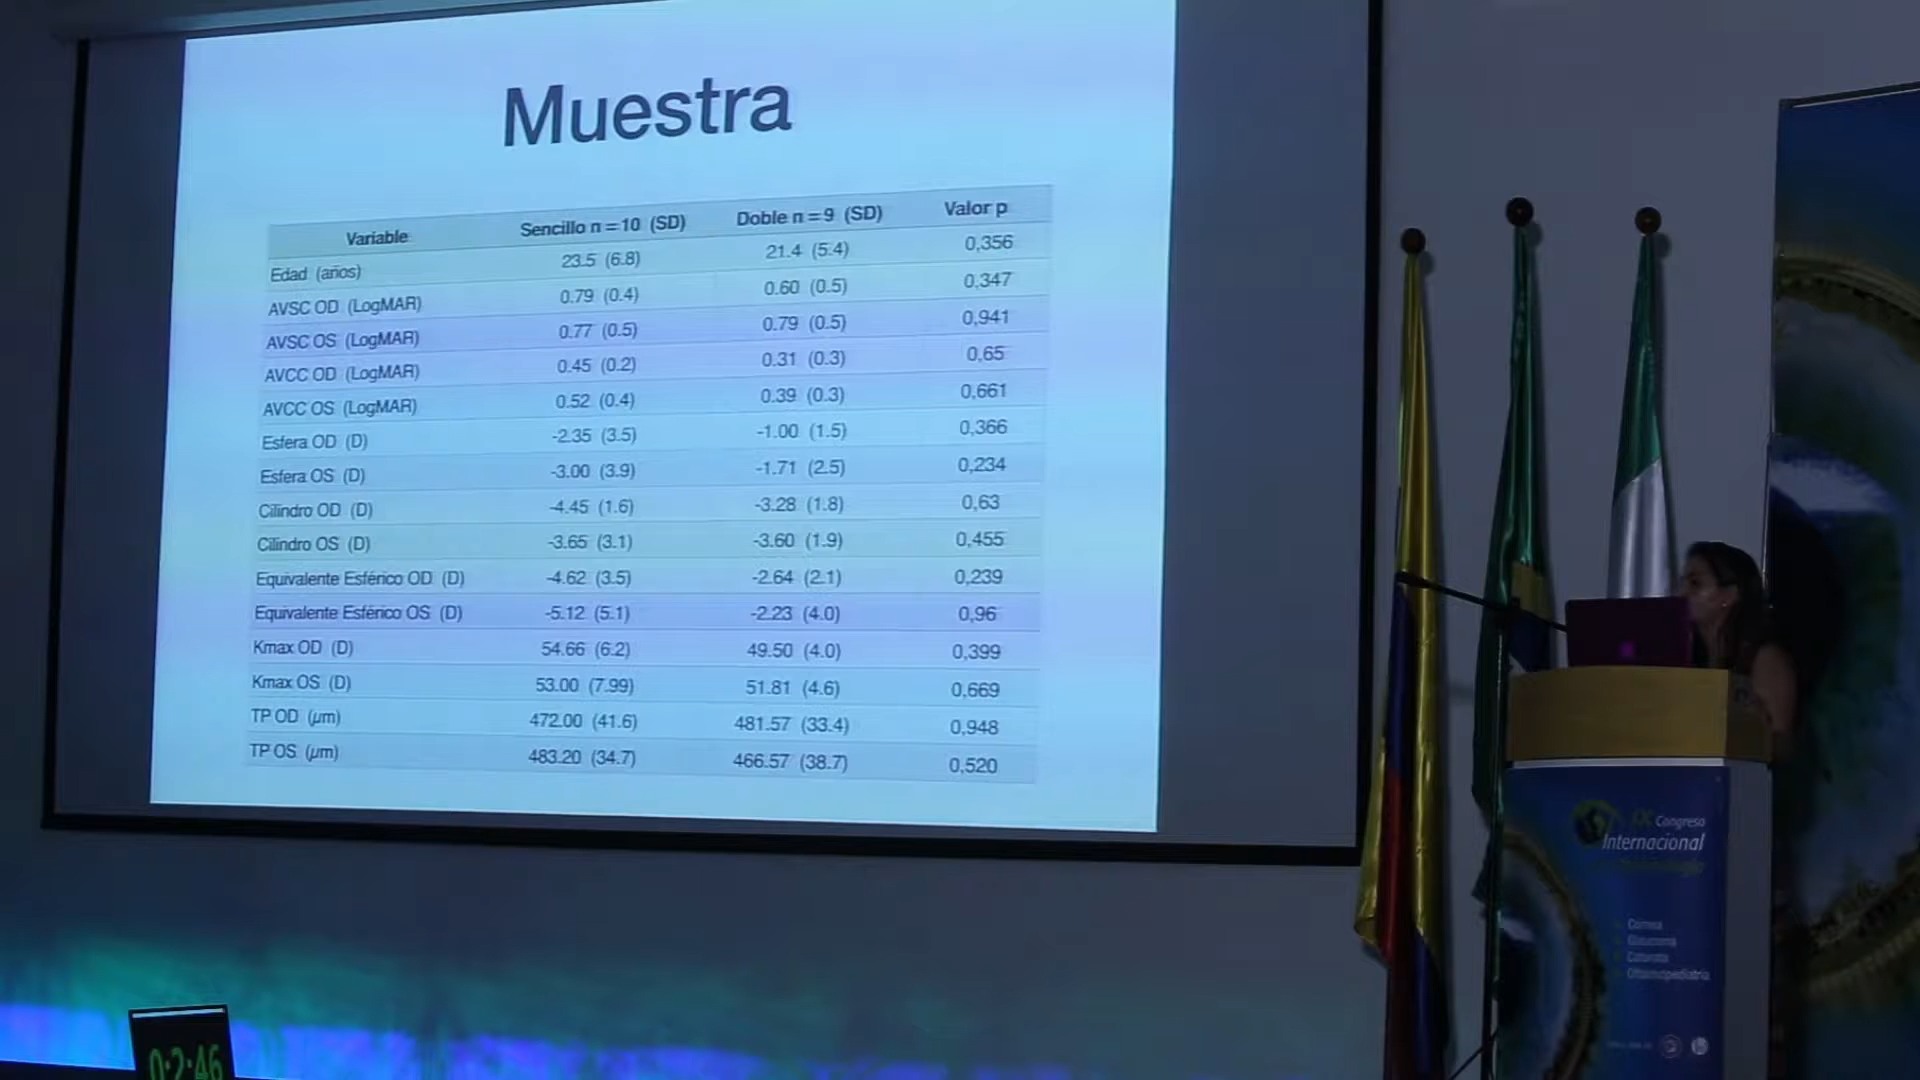 Muestra
Variable Sencillo n = 10 (SD) Doble n = 9 (SD) Valor p
Edad (años) 23.5 (6.8) 21.4 (5.4) 0,356
AVSC OD (LogMAR) 0.79 (0.4) 0.60 (0.5) 0,347
AVSC OS (LogMAR) 0.77 (0.5) 0.79 (0.5) 0,941
AVCC OD (LogMAR) 0.45 (0.2) 0.31 (0.3) 0,65
AVCC OS (LogMAR) 0.52 (0.4) 0.39 (0.3) 0,661
Esfera OD (D) -2.35 (3.5) -1.00 (1.5) 0,366
Esfera OS (D) -3.00 (3.9) -1.71 (2.5) 0,234
Cilindro OD (D) -4.45 (1.6) -3.28 (1.8) 0,63
Cilindro OS (D) -3.65 (3.1) -3.60 (1.9) 0,455
Equivalente Esférico OD (D) -4.62 (3.5) -2.64 (2.1) 0,239
Equivalente Esférico OS (D) -5.12 (5.1) -2.23 (4.0) 0,96
Kmax OD (D) 54.66 (6.2) 49.50 (4.0) 0,399
Kmax OS (D) 53.00 (7.99) 51.81 (4.6) 0,669
TP OD (µm) 472.00 (41.6) 481.57 (33.4) 0,948
TP OS (µm) 483.20 (34.7) 466.57 (38.7) 0,520
IX Congreso
Internacional
Córnea
Glaucoma
Catarata
Oftalmopediatría
0:2:46